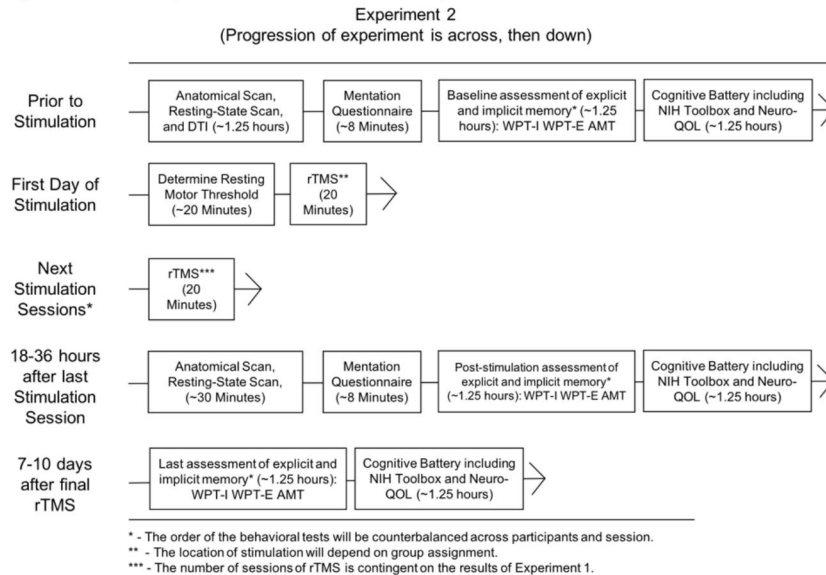 Experiment 2
(Progression of experiment is across, then down)
Prior to
Stimulation
Anatomical Scan,
Resting-State Scan,
and DTI (~1.25 hours)
Mentation
Questionnaire
(~8 Minutes)
Baseline assessment of explicit
and implicit memory* (~1.25
hours): WPT-I WPT-E AMT
Cognitive Battery including
NIH Toolbox and Neuro-
QOL (~1.25 hours)
First Day of
Stimulation
Determine Resting
Motor Threshold
(~20 Minutes)
rTMS**
(20
Minutes)
Next
Stimulation
Sessions*
rTMS***
(20
Minutes)
18-36 hours
after last
Stimulation
Session
Anatomical Scan,
Resting-State Scan,
(~30 Minutes)
Mentation
Questionnaire
(~8 Minutes)
Post-stimulation assessment of
explicit and implicit memory*
(~1.25 hours): WPT-I WPT-E AMT
Cognitive Battery including
NIH Toolbox and Neuro-
QOL (~1.25 hours)
7-10 days
after final
rTMS
Last assessment of explicit and
implicit memory* (~1.25 hours):
WPT-I WPT-E AMT
Cognitive Battery including
NIH Toolbox and Neuro-
QOL (~1.25 hours)
* - The order of the behavioral tests will be counterbalanced across participants and session.
** - The location of stimulation will depend on group assignment.
*** - The number of sessions of rTMS is contingent on the results of Experiment 1.